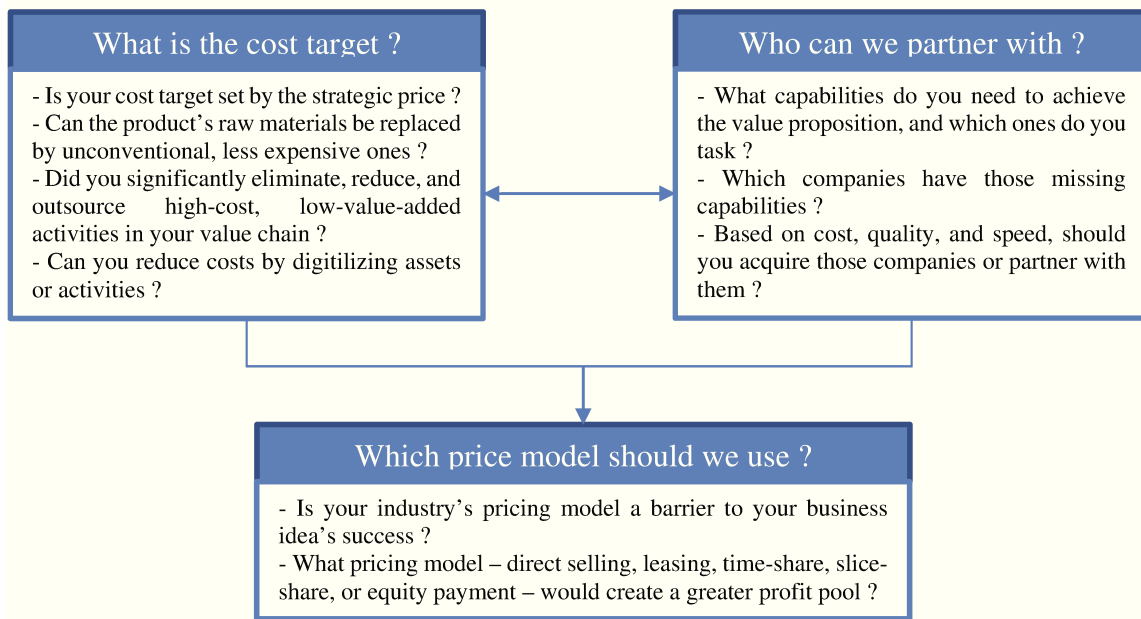 What is the cost target ?
- Is your cost target set by the strategic price ?
- Can the product’s raw materials be replaced
by unconventional, less expensive ones ?
- Did you significantly eliminate, reduce, and
outsource high-cost, low-value-added
activities in your value chain ?
- Can you reduce costs by digitilizing assets
or activities ?
Who can we partner with ?
- What capabilities do you need to achieve
the value proposition, and which ones do you
task ?
- Which companies have those missing
capabilities ?
- Based on cost, quality, and speed, should
you acquire those companies or partner with
them ?
Which price model should we use ?
- Is your industry’s pricing model a barrier to your business
idea’s success ?
- What pricing model – direct selling, leasing, time-share, slice-
share, or equity payment – would create a greater profit pool ?